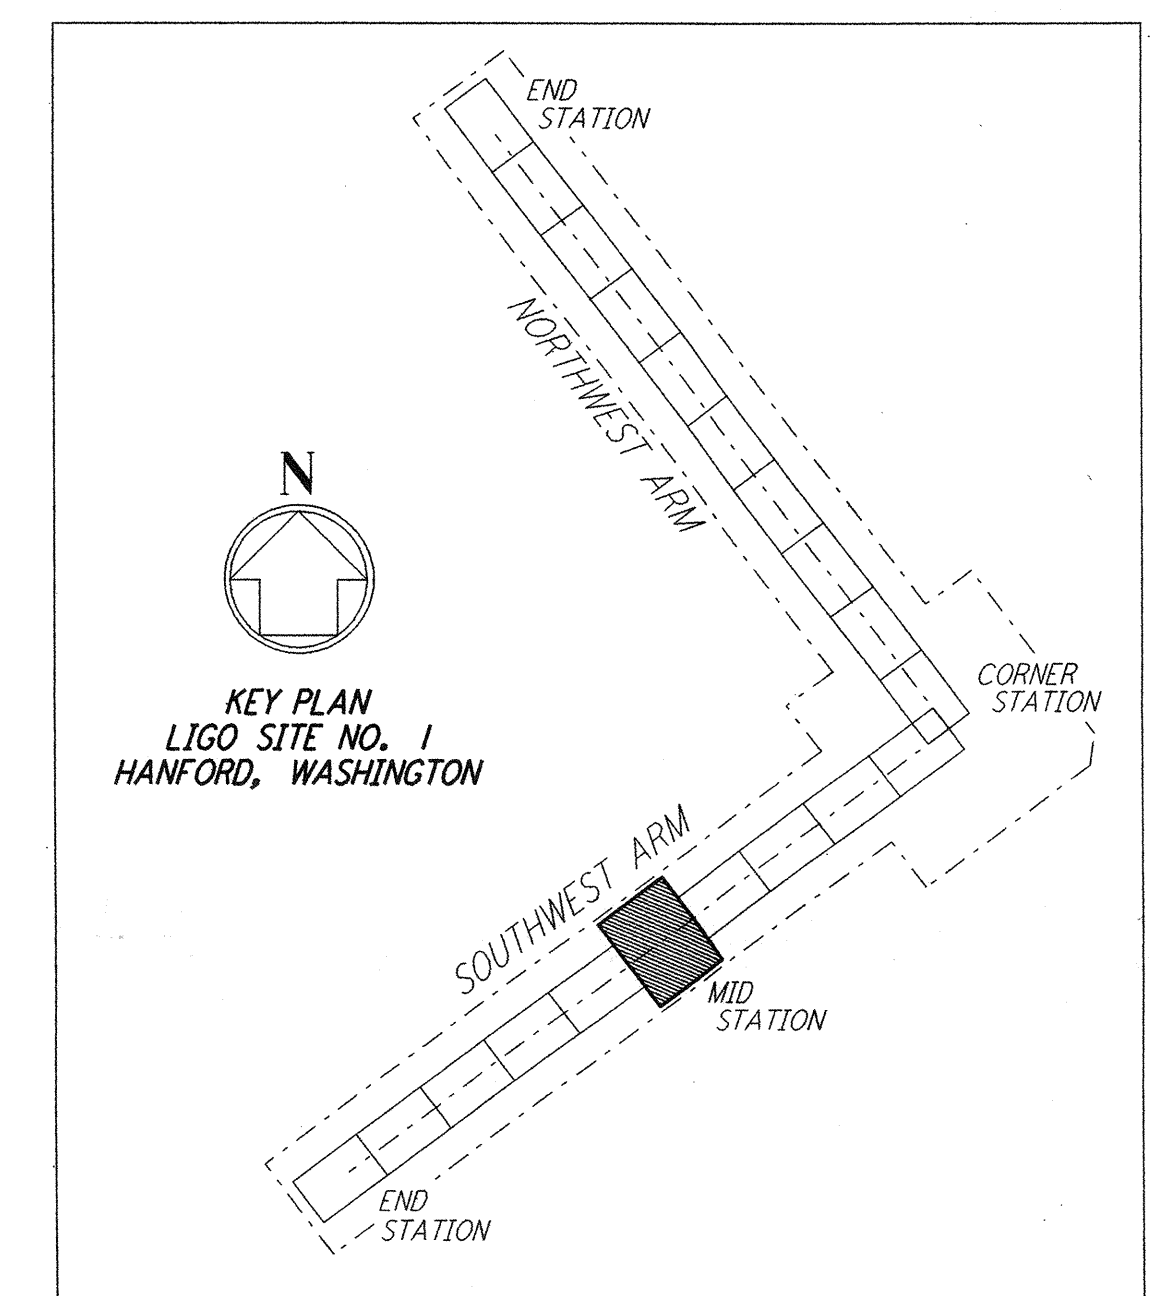 END
STATION
NORTHWEST ARM
N
KEY PLAN
LIGO SITE NO. 1
HANFORD, WASHINGTON
CORNER
STATION
SOUTHWEST ARM
MID
STATION
END
STATION